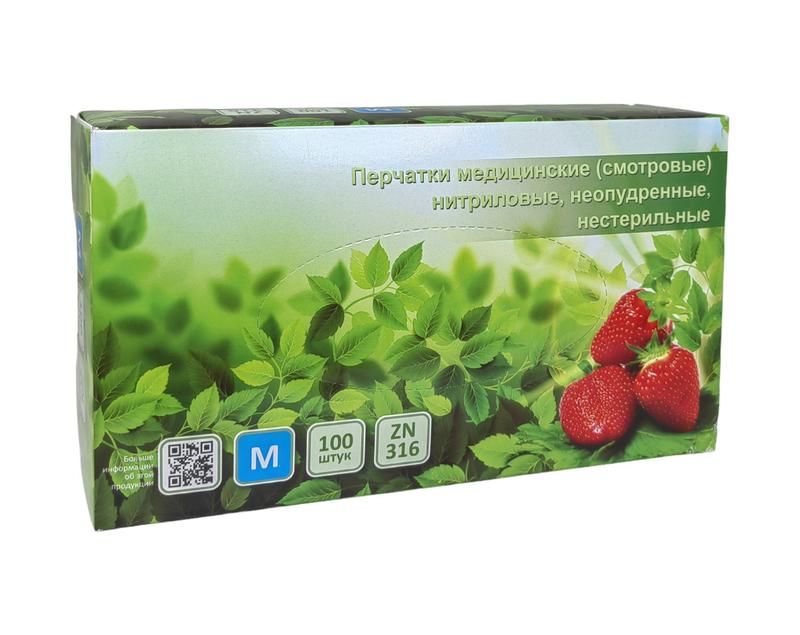 Перчатки медицинские (смотровые)
нитриловые, неопудренные,
нестерильные
Больше
информации
об этой
продукции
M
100
штук
ZN
316